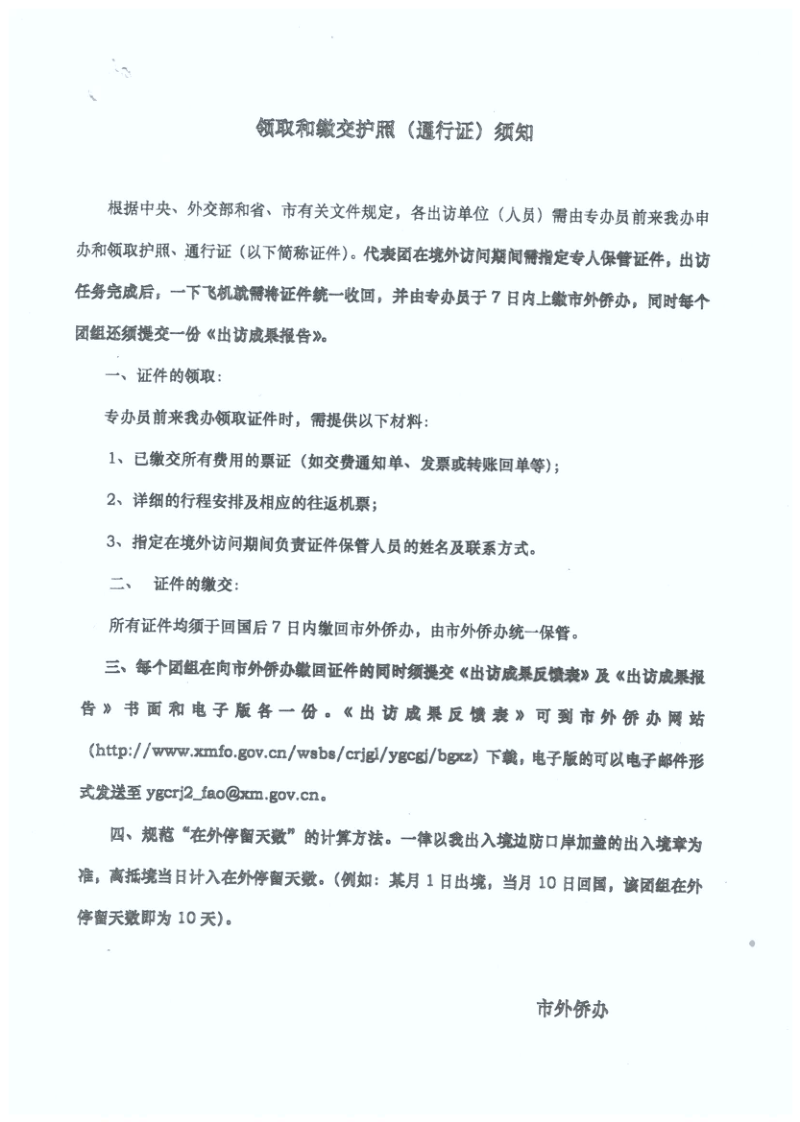 领取和缴交护照（通行证）须知
根据中央、外交部和省、市有关文件规定，各出访单位（人员）需由专办员前来我办申
办和领取护照、通行证（以下简称证件）。代表团在境外访问期间需指定专人保管证件，出访
任务完成后，一下飞机就需将证件统一收回，并由专办员于 7 日内上缴市外侨办，同时每个
团组还须提交一份《出访成果报告》。
一、证件的领取：
专办员前来我办领取证件时，需提供以下材料：
1、已缴交所有费用的票证（如交费通知单、发票或转账回单等）；
2、详细的行程安排及相应的往返机票；
3、指定在境外访问期间负责证件保管人员的姓名及联系方式。
二、 证件的缴交：
所有证件均须于回国后 7 日内缴回市外侨办，由市外侨办统一保管。
三、每个团组在向市外侨办缴回证件的同时须提交《出访成果反馈表》及《出访成果报
告》书面和电子版各一份。《出访成果反馈表》可到市外侨办网站
（http://www.xmfo.gov.cn/wsbs/crjgl/ygcgj/bgxz）下载，电子版的可以电子邮件形
式发送至 ygcrj2_fao@xm.gov.cn。
四、规范“在外停留天数”的计算方法。一律以我出入境边防口岸加盖的出入境章为
准，离抵境当日计入在外停留天数。（例如：某月 1 日出境，当月 10 日回国，该团组在外
停留天数即为 10 天）。
市外侨办